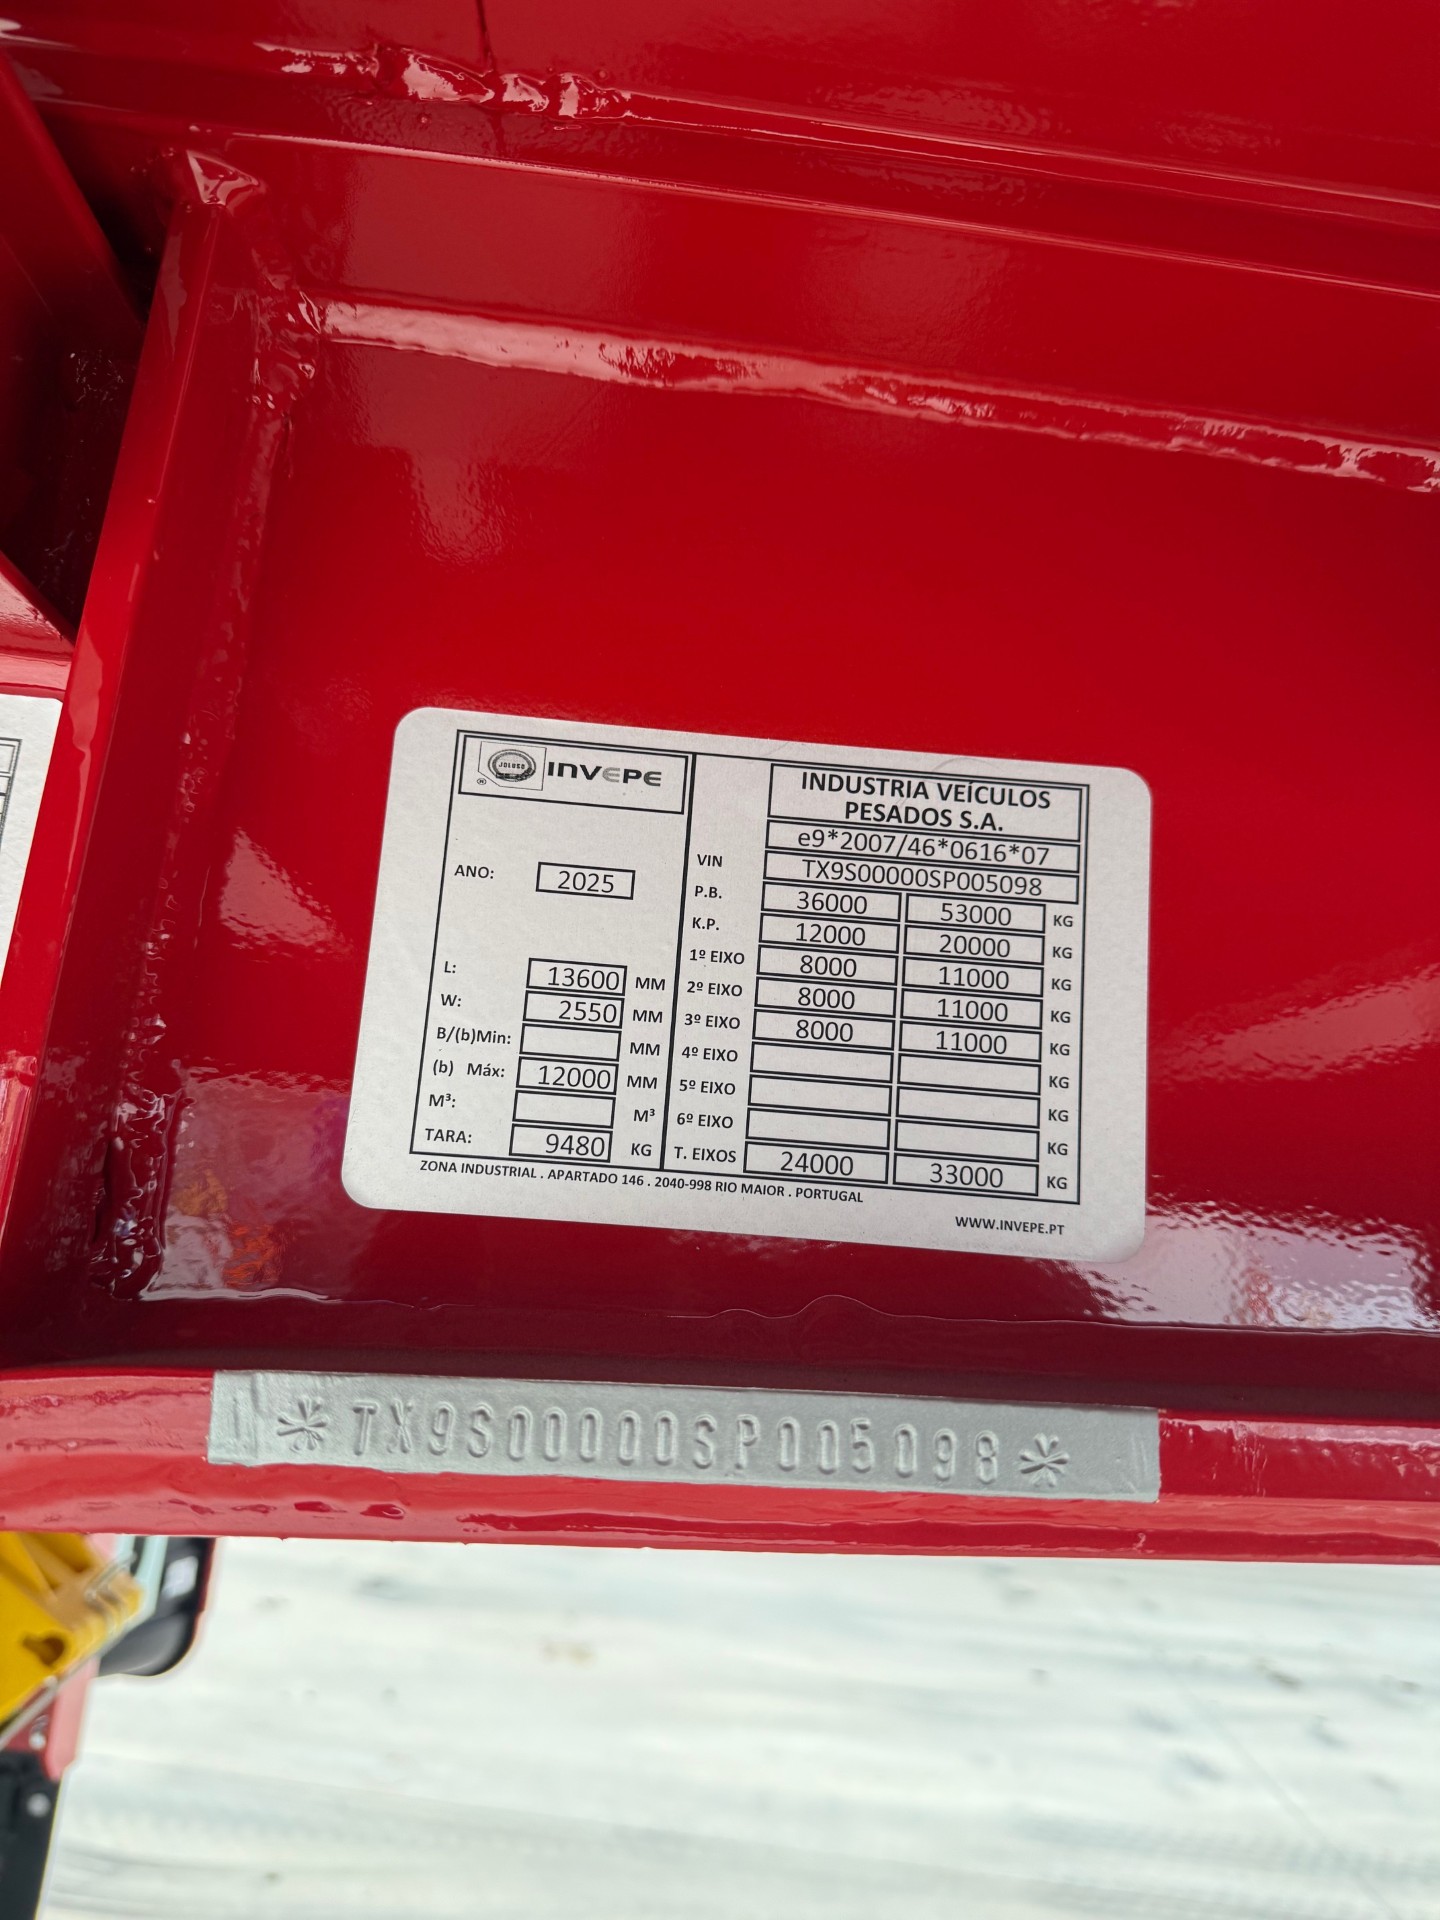 JOLUSO INVEPE
®
INDUSTRIA VEÍCULOS
PESADOS S.A.
e9*2007/46*0616*07
VIN TX9S00000SP005098
P.B. 36000 53000 KG
K.P. 12000 20000 KG
1º EIXO 8000 11000 KG
2º EIXO 8000 11000 KG
3º EIXO 8000 11000 KG
4º EIXO KG
5º EIXO KG
6º EIXO KG
T. EIXOS 24000 33000 KG
ANO: 2025
L: 13600 MM
W: 2550 MM
B/(b)Min: MM
(b) Máx: 12000 MM
M³: M³
TARA: 9480 KG
ZONA INDUSTRIAL . APARTADO 146 . 2040-998 RIO MAIOR . PORTUGAL
WWW.INVEPE.PT
*TX9S00000SP005098*